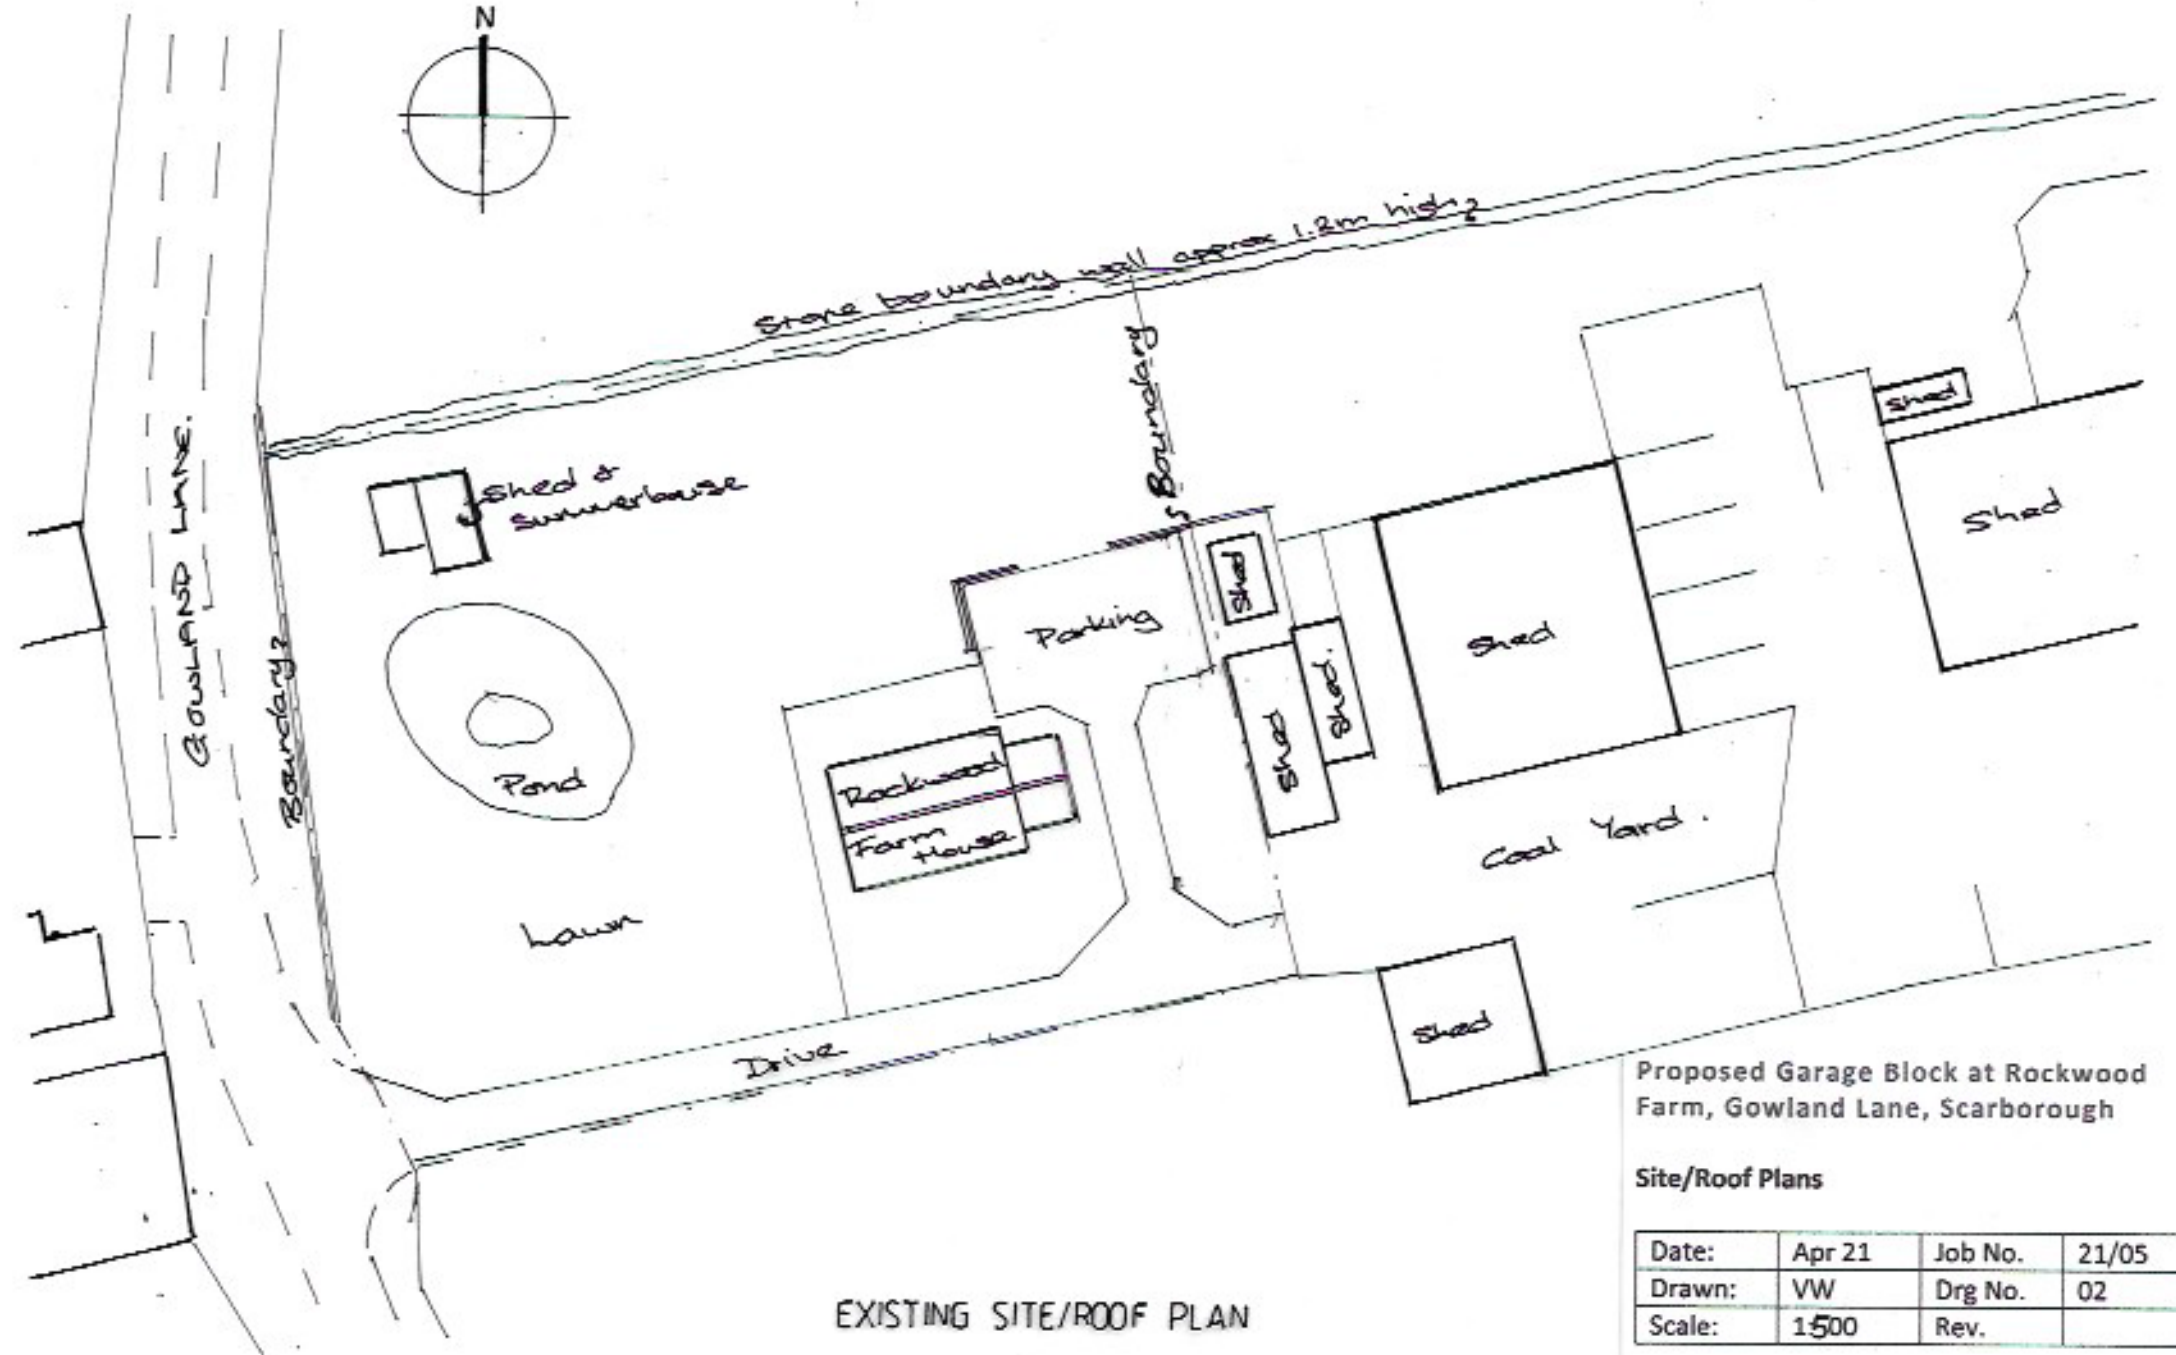 N
Stone boundary wall approx 1.2m high
GOWLAND LANE.
Boundary
Boundary
Shed &
Summerhouse
Pond
Lawn
Parking
Rockwood
Farm
House
Drive
Shed
Shed
Shed.
Shed
Shed
Shed
Coal Yard.
Shed
EXISTING SITE/ROOF PLAN
Proposed Garage Block at Rockwood
Farm, Gowland Lane, Scarborough
Site/Roof Plans
Date: Apr 21 Job No. 21/05
Drawn: VW Drg No. 02
Scale: 1:500 Rev.